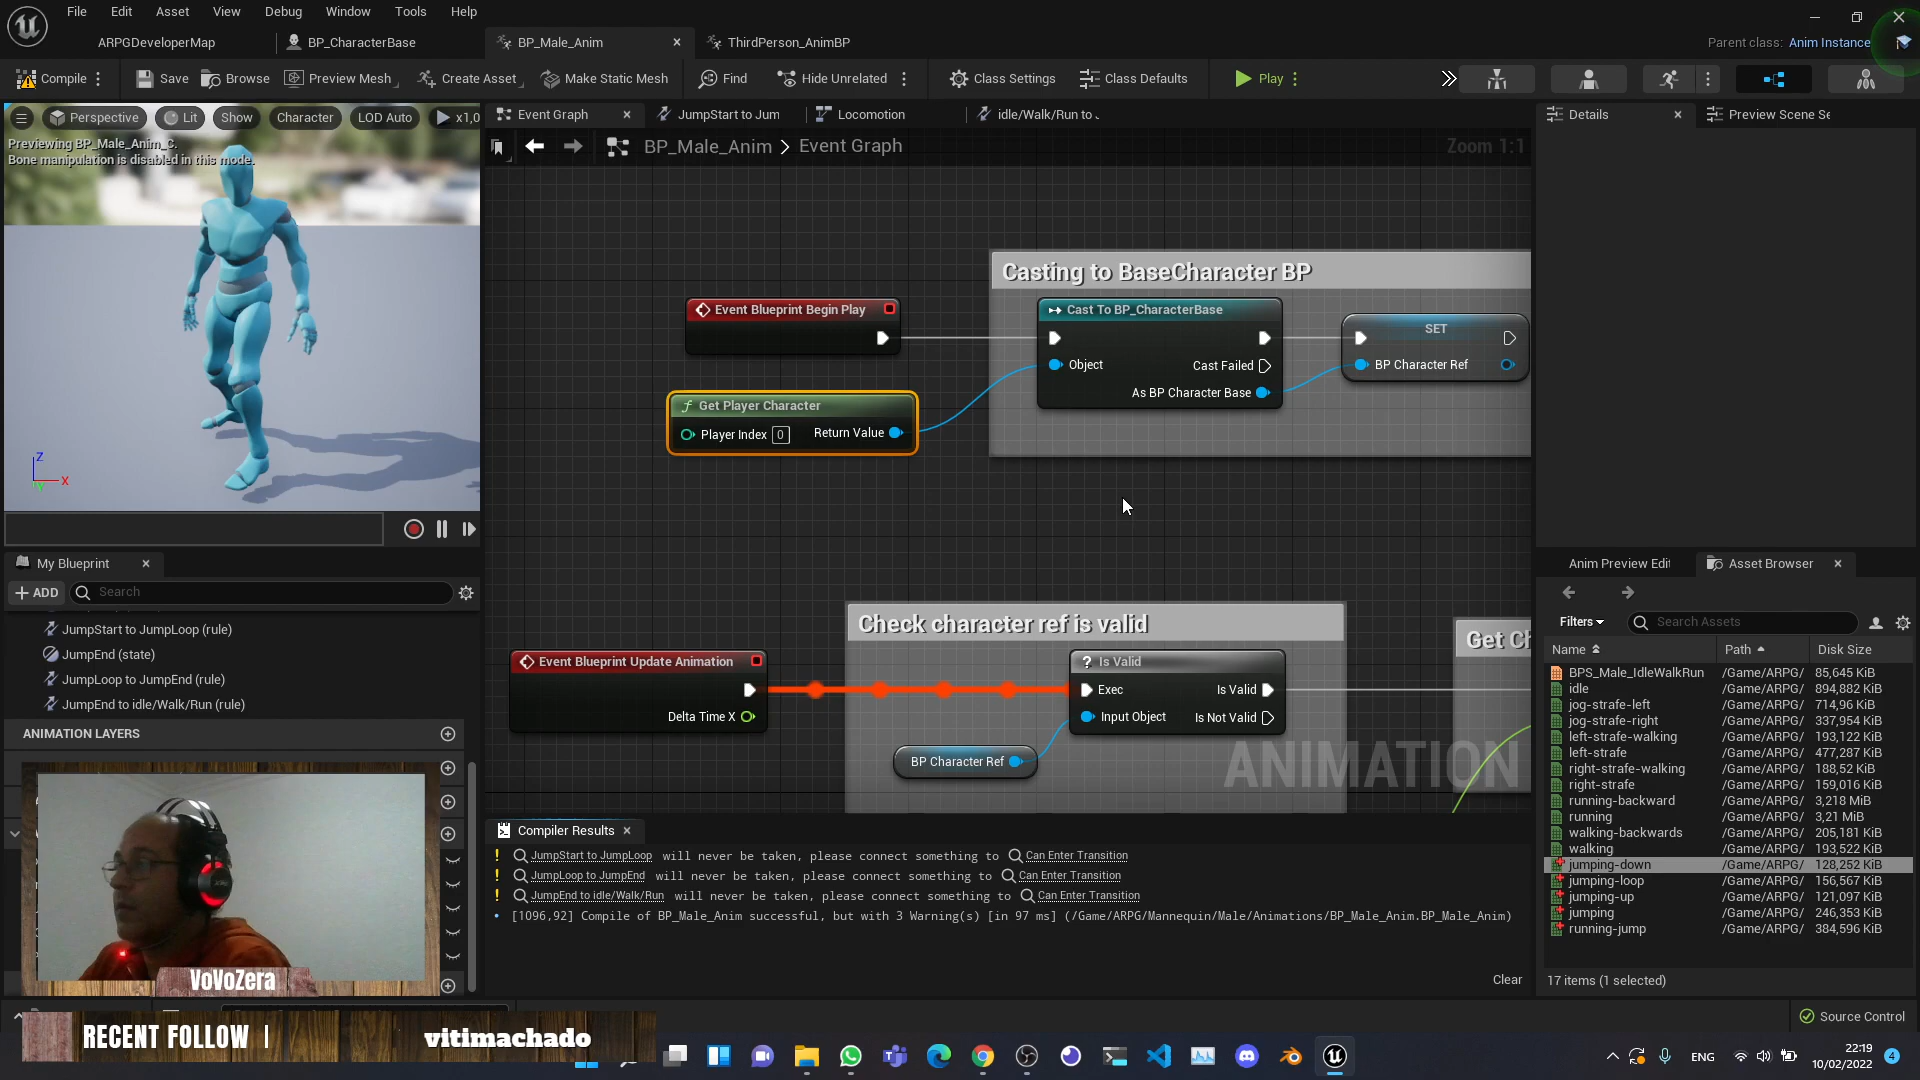 File Edit Asset View Debug Window Tools Help
ARPGDeveloperMap BP_CharacterBase BP_Male_Anim ThirdPerson_AnimBP Parent class: Anim Instance
Compile Save Browse Preview Mesh Create Asset Make Static Mesh Find Hide Unrelated Class Settings Class Defaults Play
Perspective Lit Show Character LOD Auto x1,0
Previewing BP_Male_Anim_C.
Bone manipulation is disabled in this mode.
Z
X
Y
Event Graph JumpStart to Jum Locomotion idle/Walk/Run to
BP_Male_Anim > Event Graph Zoom 1:1
Casting to BaseCharacter BP
Event Blueprint Begin Play
Cast To BP_CharacterBase
Object Cast Failed
As BP Character Base
SET
BP Character Ref
Get Player Character
Player Index 0 Return Value
Check character ref is valid
Get Ch
Event Blueprint Update Animation
Delta Time X
? Is Valid
Exec Is Valid
Input Object Is Not Valid
BP Character Ref
ANIMATION
My Blueprint
ADD Search
JumpStart to JumpLoop (rule)
JumpEnd (state)
JumpLoop to JumpEnd (rule)
JumpEnd to idle/Walk/Run (rule)
ANIMATION LAYERS
VoVoZera
RECENT FOLLOW | vitimachado
Compiler Results
! JumpStart to JumpLoop will never be taken, please connect something to Can Enter Transition
! JumpLoop to JumpEnd will never be taken, please connect something to Can Enter Transition
! JumpEnd to idle/Walk/Run will never be taken, please connect something to Can Enter Transition
• [1096,92] Compile of BP_Male_Anim successful, but with 3 Warning(s) [in 97 ms] (/Game/ARPG/Mannequin/Male/Animations/BP_Male_Anim.BP_Male_Anim)
Clear
Details Preview Scene Se
Anim Preview Edit Asset Browser
Filters Search Assets
Name Path Disk Size
BPS_Male_IdleWalkRun /Game/ARPG/ 85,645 KiB
idle /Game/ARPG/ 894,882 KiB
jog-strafe-left /Game/ARPG/ 714,96 KiB
jog-strafe-right /Game/ARPG/ 337,954 KiB
left-strafe-walking /Game/ARPG/ 193,122 KiB
left-strafe /Game/ARPG/ 477,287 KiB
right-strafe-walking /Game/ARPG/ 188,52 KiB
right-strafe /Game/ARPG/ 159,016 KiB
running-backward /Game/ARPG/ 3,218 MiB
running /Game/ARPG/ 3,21 MiB
walking-backwards /Game/ARPG/ 205,181 KiB
walking /Game/ARPG/ 193,522 KiB
jumping-down /Game/ARPG/ 128,252 KiB
jumping-loop /Game/ARPG/ 156,567 KiB
jumping-up /Game/ARPG/ 121,097 KiB
jumping /Game/ARPG/ 246,353 KiB
running-jump /Game/ARPG/ 384,596 KiB
17 items (1 selected)
Source Control
ENG 22:19
10/02/2022 4